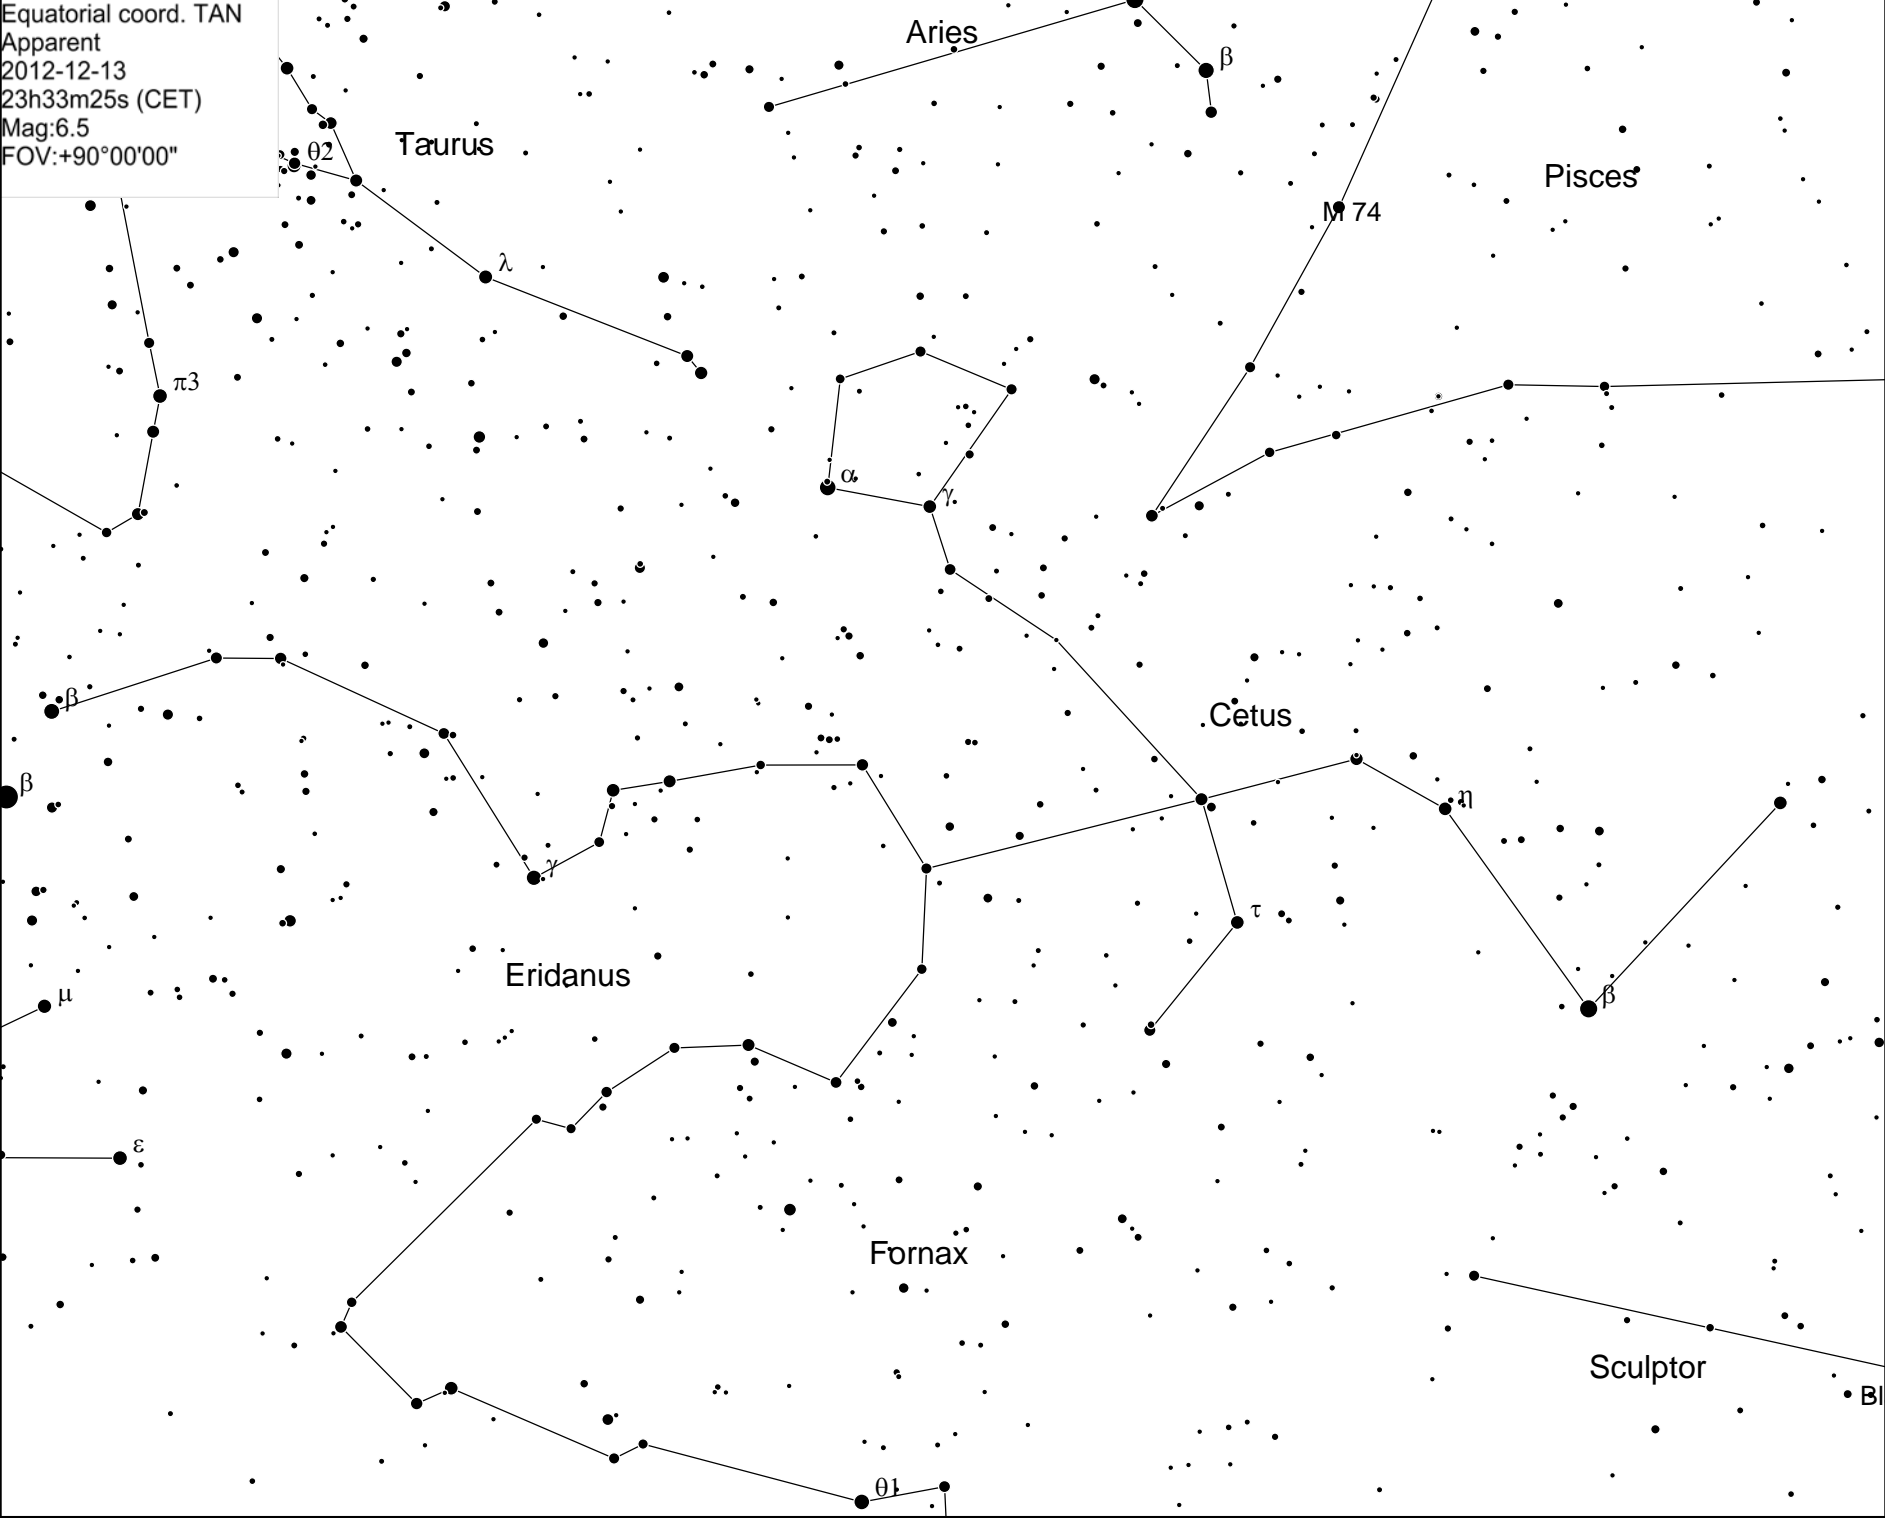 Equatorial coord. TAN
Apparent
2012-12-13
23h33m25s (CET)
Mag:6.5
FOV:+90°00'00"
Aries
β
θ2
Taurus
Pisces
M 74
λ
π3
α
γ
β
Cetus
β
η
γ
τ
Eridanus
μ
β
ε
Fornax
Sculptor
Bl
θ1